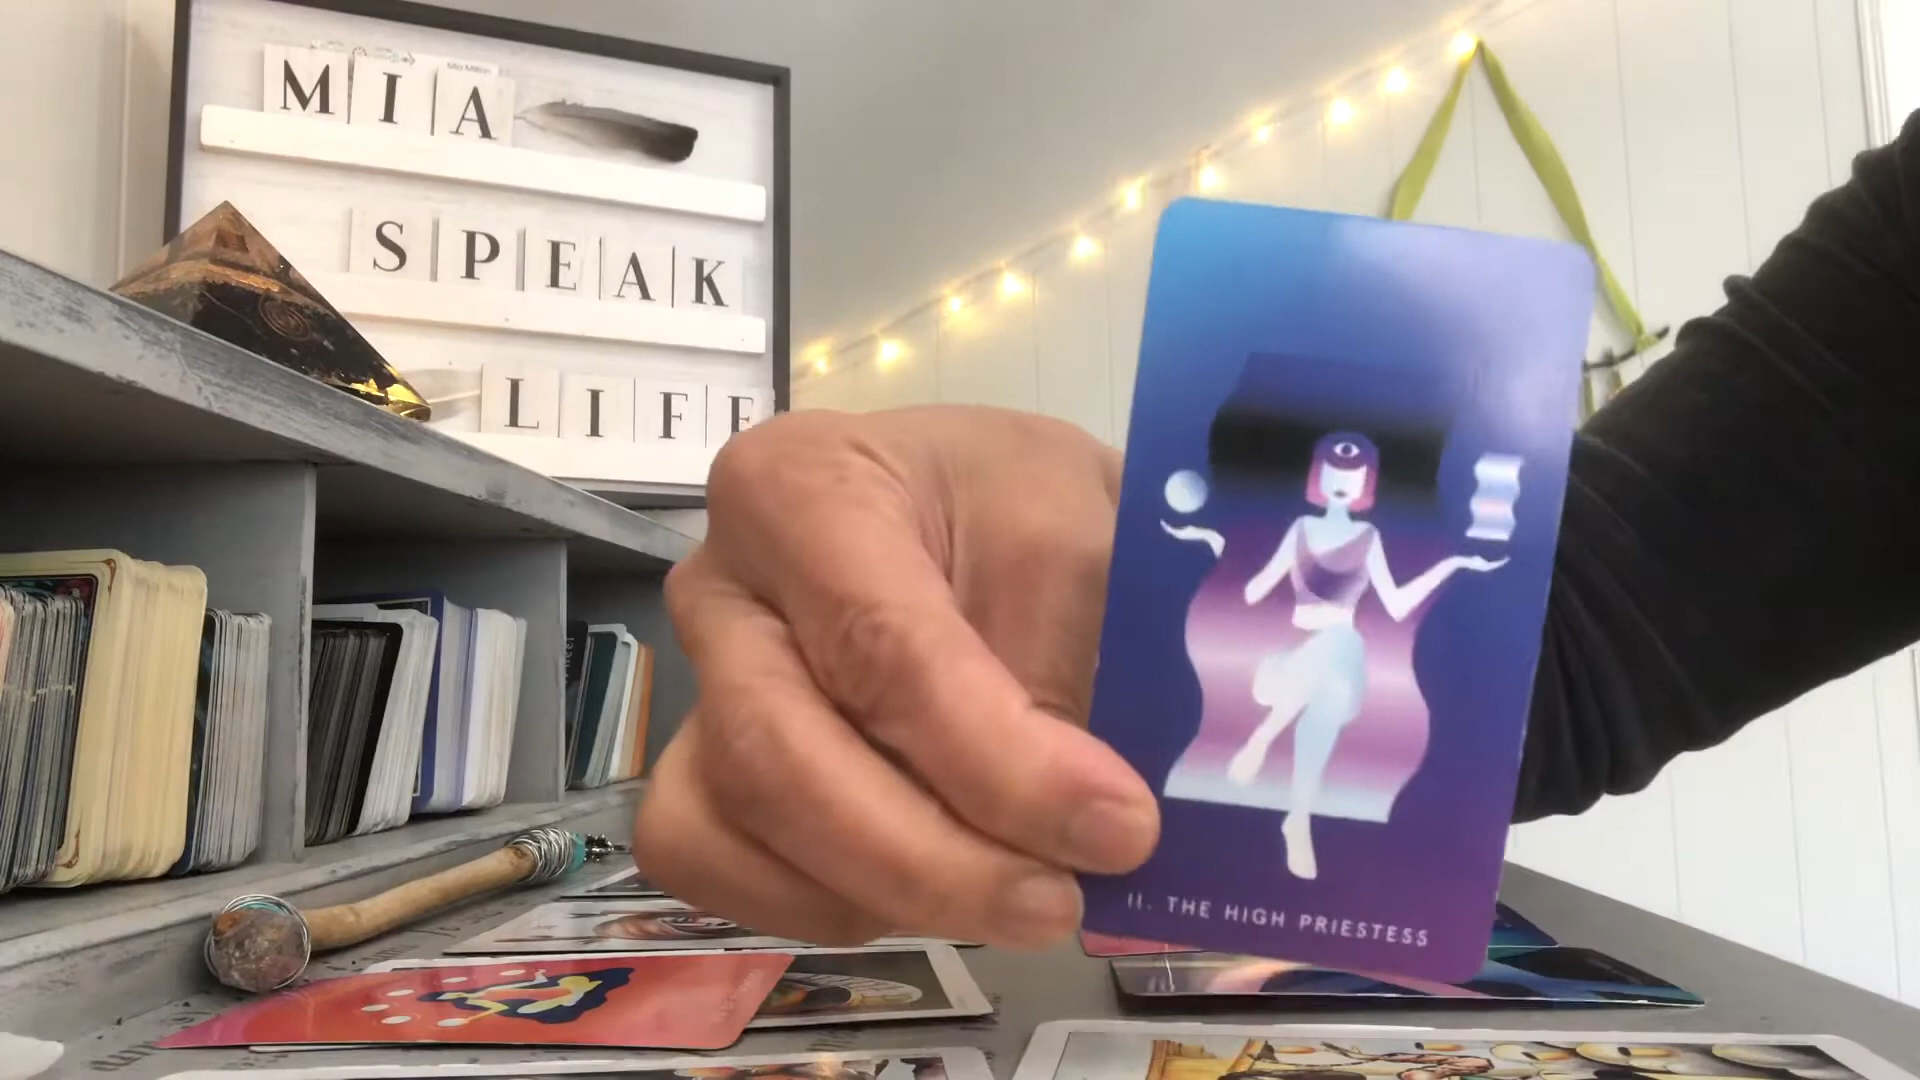 MIA
SPEAK
LIFE
II. THE HIGH PRIESTESS